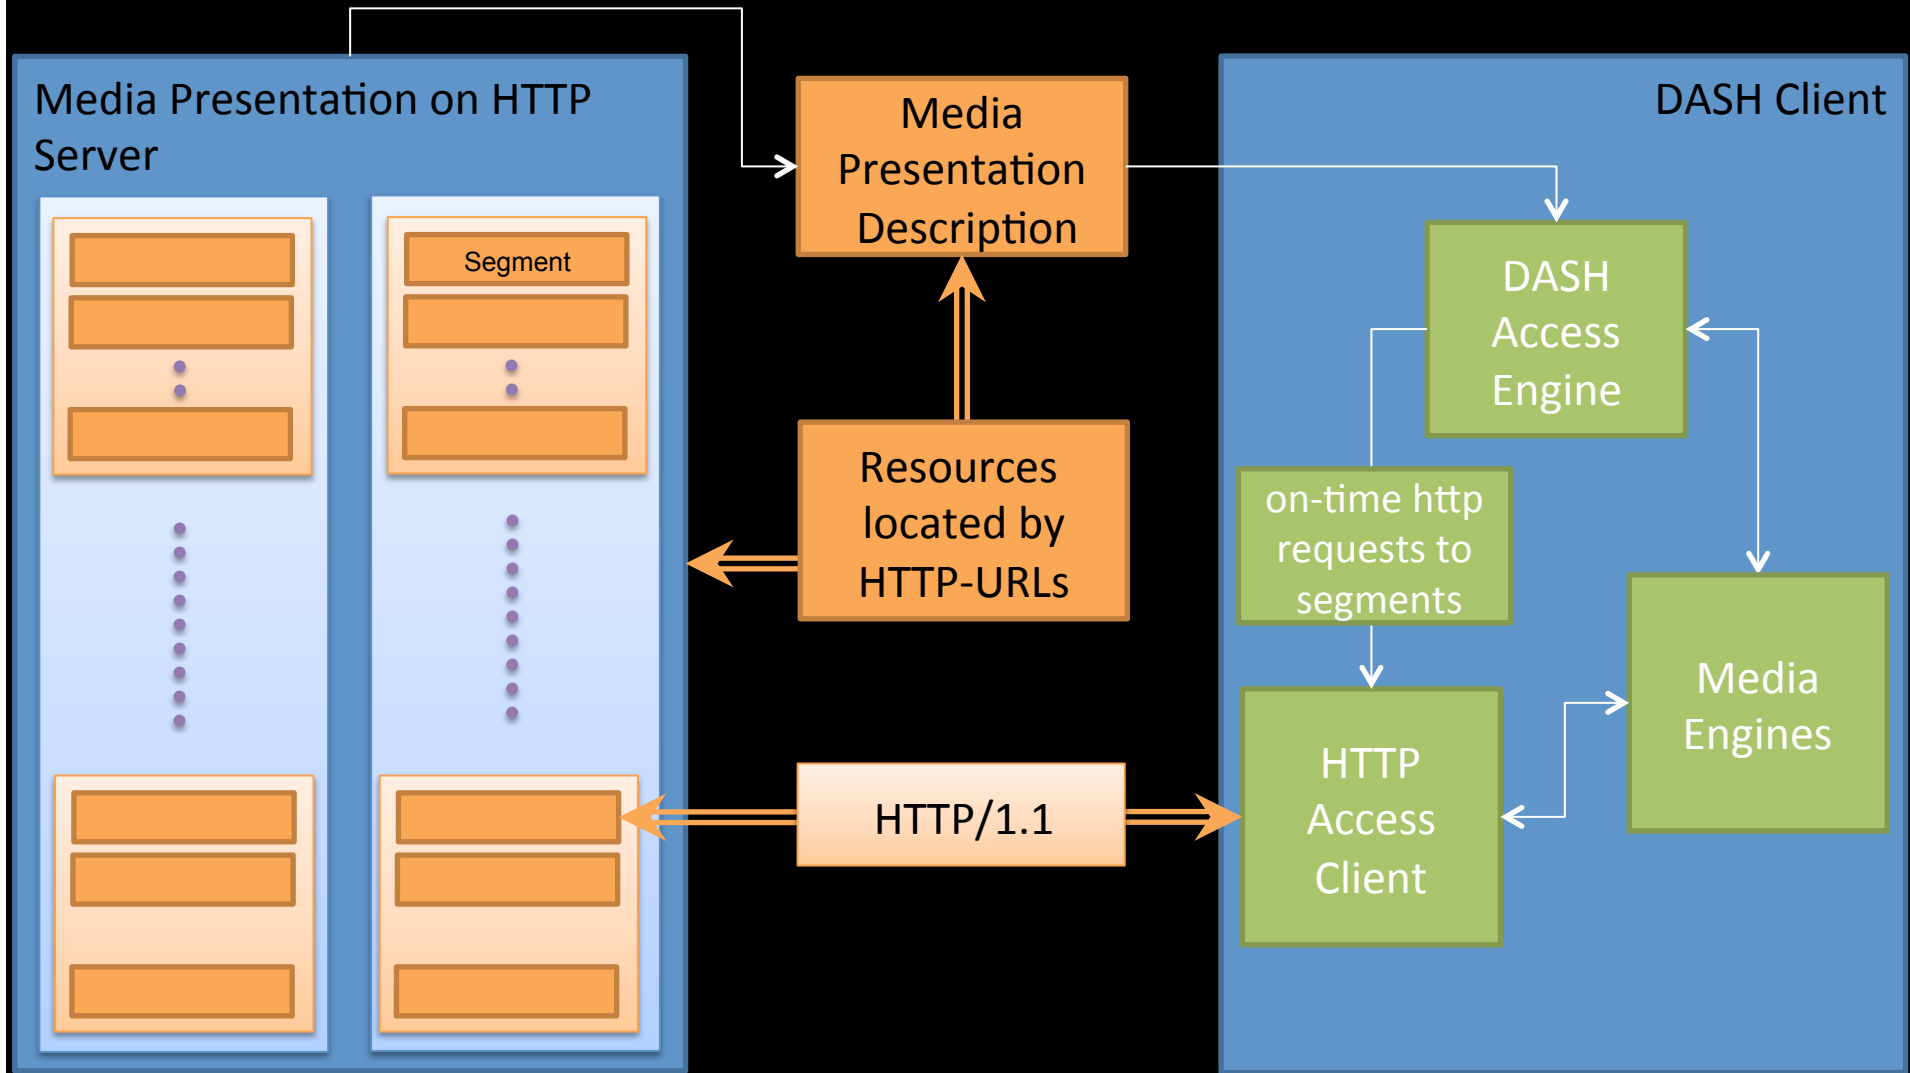 Media Presentation on HTTP
Server
Segment
Media
Presentation
Description
Resources
located by
HTTP-URLs
HTTP/1.1
DASH Client
DASH
Access
Engine
on-time http
requests to
segments
HTTP
Access
Client
Media
Engines